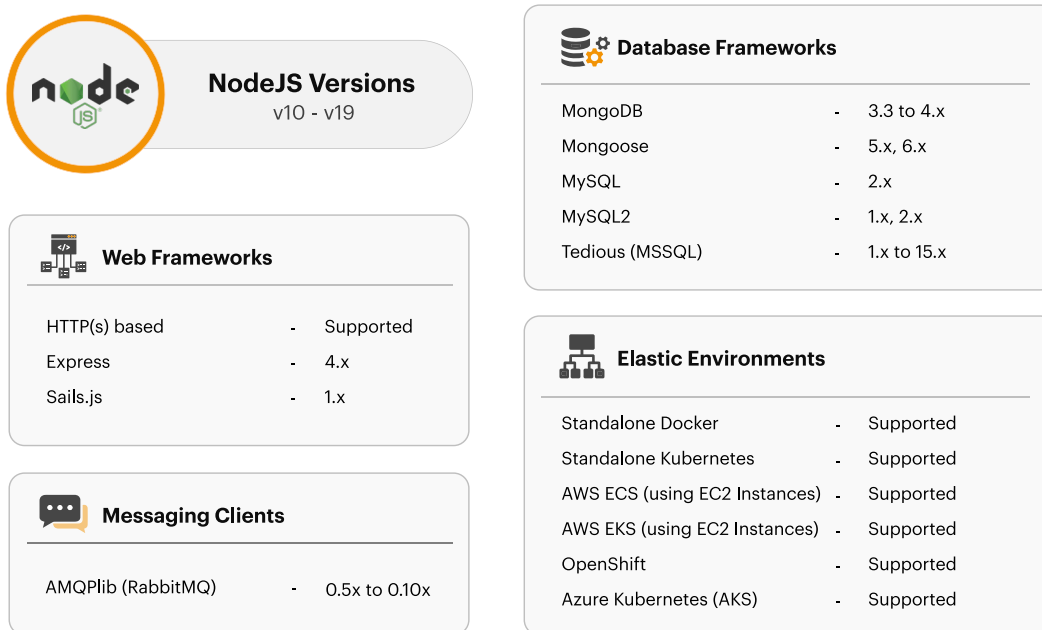 node
JS
NodeJS Versions
v10 - v19
Web Frameworks
HTTP(s) based - Supported
Express - 4.x
Sails.js - 1.x
Messaging Clients
AMQPlib (RabbitMQ) - 0.5x to 0.10x
Database Frameworks
MongoDB - 3.3 to 4.x
Mongoose - 5.x, 6.x
MySQL - 2.x
MySQL2 - 1.x, 2.x
Tedious (MSSQL) - 1.x to 15.x
Elastic Environments
Standalone Docker - Supported
Standalone Kubernetes - Supported
AWS ECS (using EC2 Instances) - Supported
AWS EKS (using EC2 Instances) - Supported
OpenShift - Supported
Azure Kubernetes (AKS) - Supported